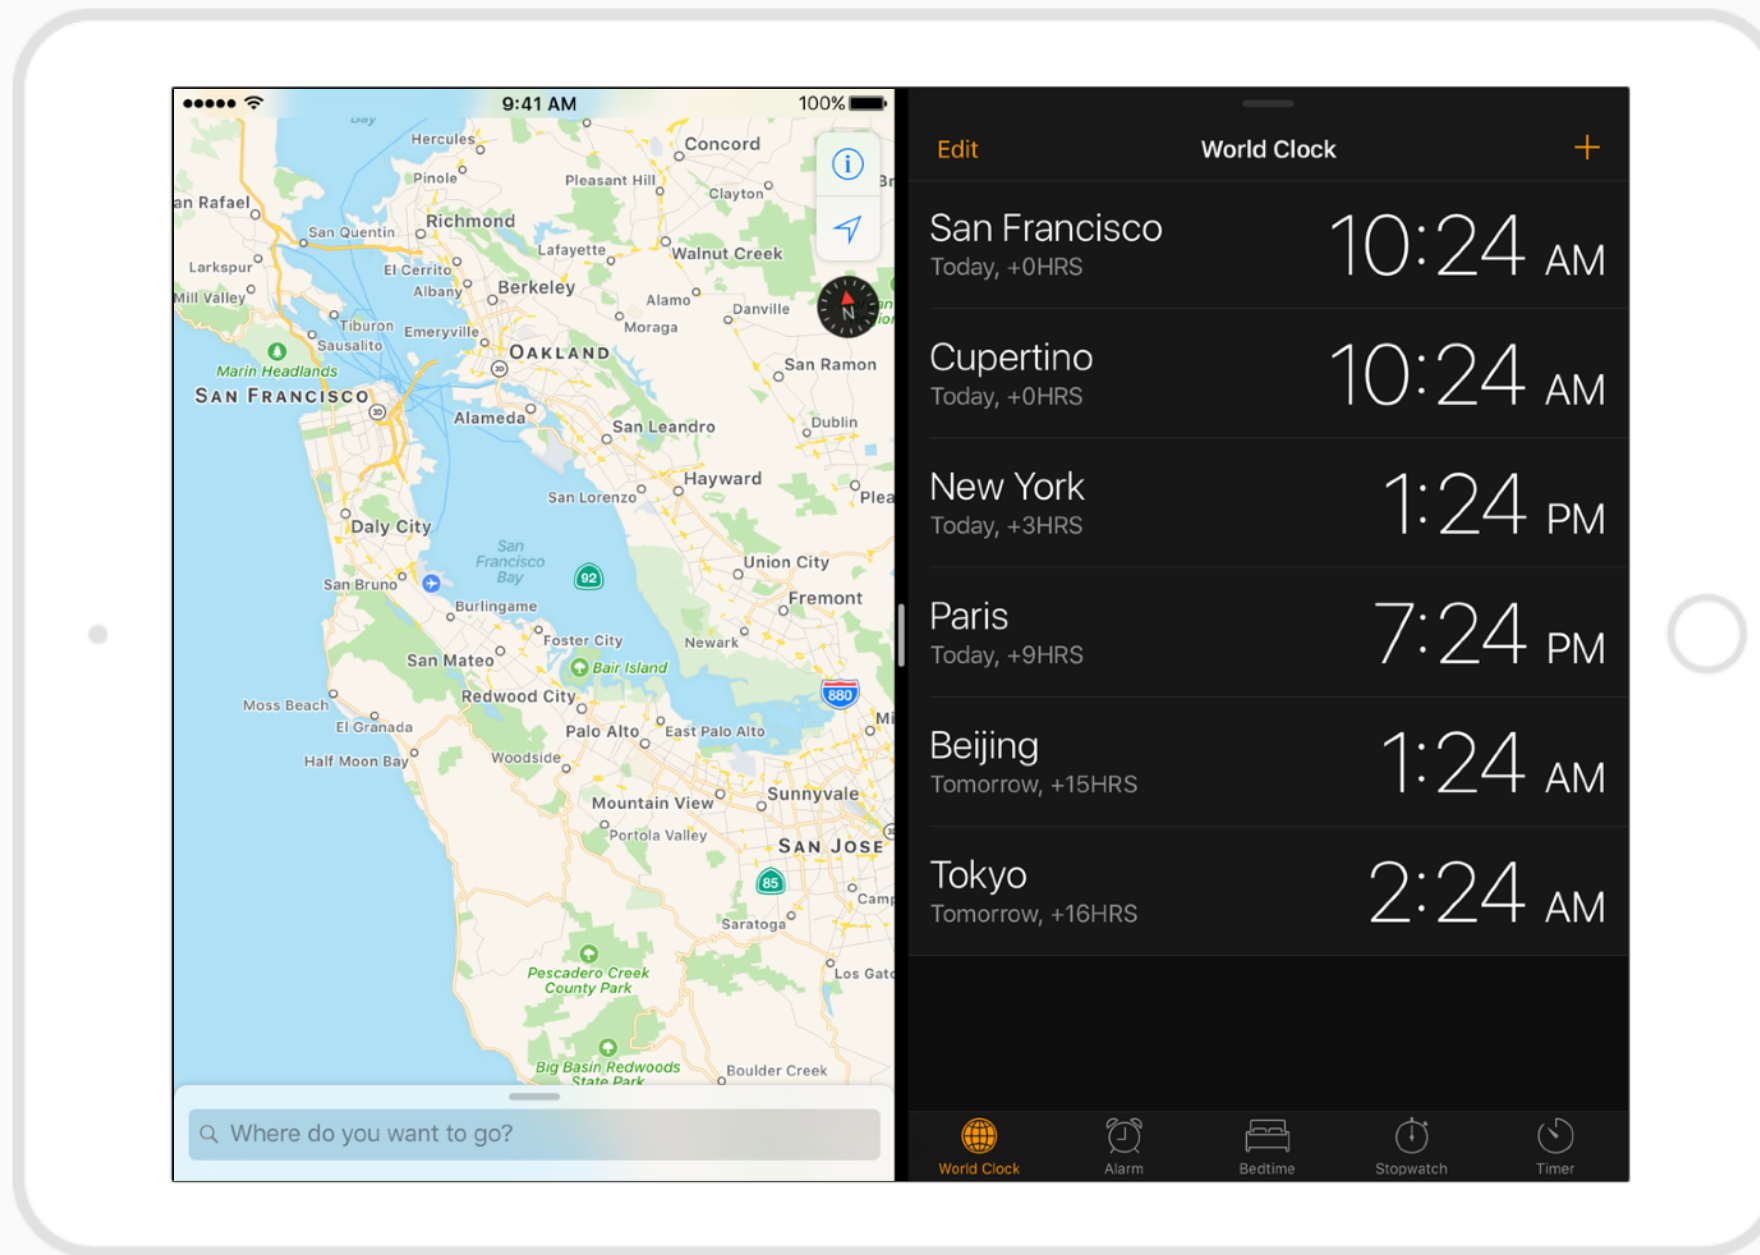 9:41 AM
100%
Bay
Hercules
Concord
Pinole
Pleasant Hill
Clayton
an Rafael
Richmond
San Quentin
Lafayette
Walnut Creek
Larkspur
El Cerrito
Albany
Berkeley
Alamo
Danville
Mill Valley
Tiburon
Emeryville
Moraga
Sausalito
N
OAKLAND
3D
San Ramon
Marin Headlands
SAN FRANCISCO
3D
Alameda
San Leandro
Dublin
Hayward
San Lorenzo
Plea
Daly City
San
Francisco
Bay
92
Union City
San Bruno
Fremont
Burlingame
Foster City
Newark
San Mateo
Bair Island
Redwood City
880
Moss Beach
El Granada
Mi
Palo Alto
East Palo Alto
Half Moon Bay
Woodside
Mountain View
Sunnyvale
Portola Valley
SAN JOSE
85
Camp
Saratoga
Pescadero Creek
County Park
Los Gato
Big Basin Redwoods
State Park
Boulder Creek
Where do you want to go?
Edit
World Clock
+
San Francisco
10:24 AM
Today, +0HRS
Cupertino
10:24 AM
Today, +0HRS
New York
1:24 PM
Today, +3HRS
Paris
7:24 PM
Today, +9HRS
Beijing
1:24 AM
Tomorrow, +15HRS
Tokyo
2:24 AM
Tomorrow, +16HRS
World Clock
Alarm
Bedtime
Stopwatch
Timer